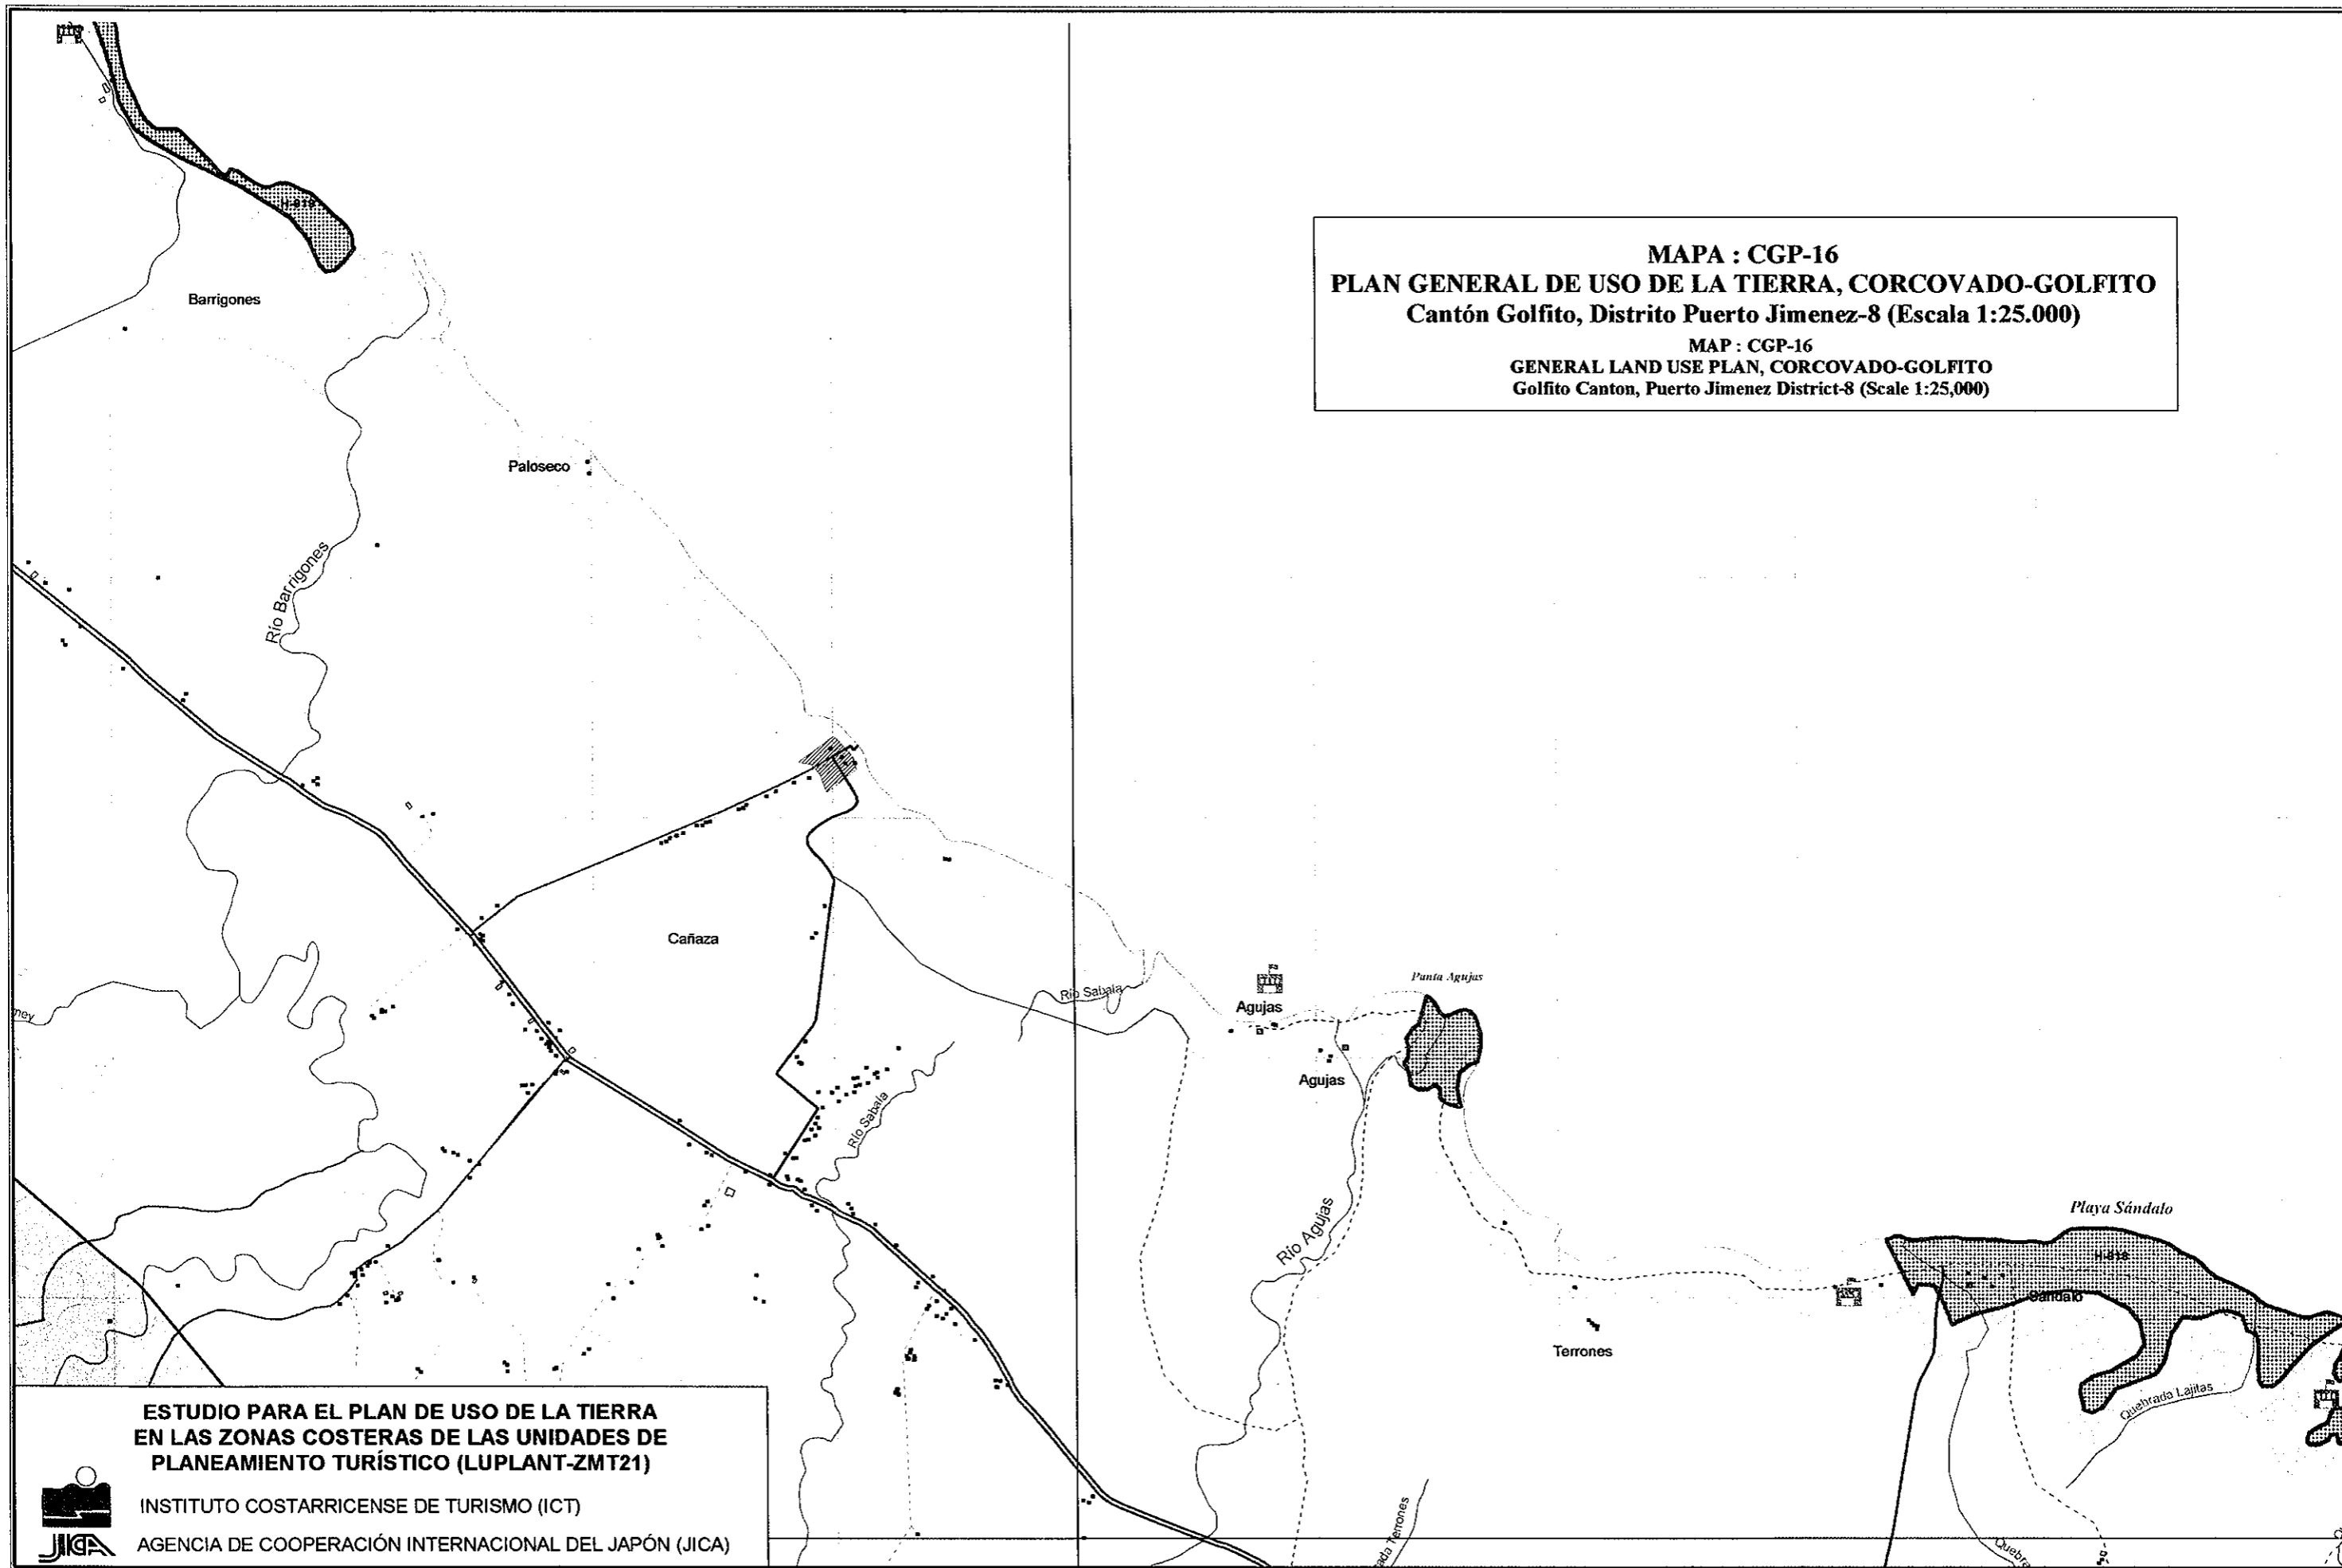 MAPA : CGP-16
PLAN GENERAL DE USO DE LA TIERRA, CORCOVADO-GOLFITO
Cantón Golfito, Distrito Puerto Jimenez-8 (Escala 1:25.000)
MAP : CGP-16
GENERAL LAND USE PLAN, CORCOVADO-GOLFITO
Golfito Canton, Puerto Jimenez District-8 (Scale 1:25,000)
Barrigones
Paloseco
Río Barrigones
Cañaza
Río Sabala
Punta Agujas
Agujas
Agujas
Río Sabala
Río Agujas
Playa Sándalo
H-818
Sándalo
Terrones
Quebrada Lajitas
Terrones
ESTUDIO PARA EL PLAN DE USO DE LA TIERRA
EN LAS ZONAS COSTERAS DE LAS UNIDADES DE
PLANEAMIENTO TURÍSTICO (LUPLANT-ZMT21)
INSTITUTO COSTARRICENSE DE TURISMO (ICT)
JICA AGENCIA DE COOPERACIÓN INTERNACIONAL DEL JAPÓN (JICA)